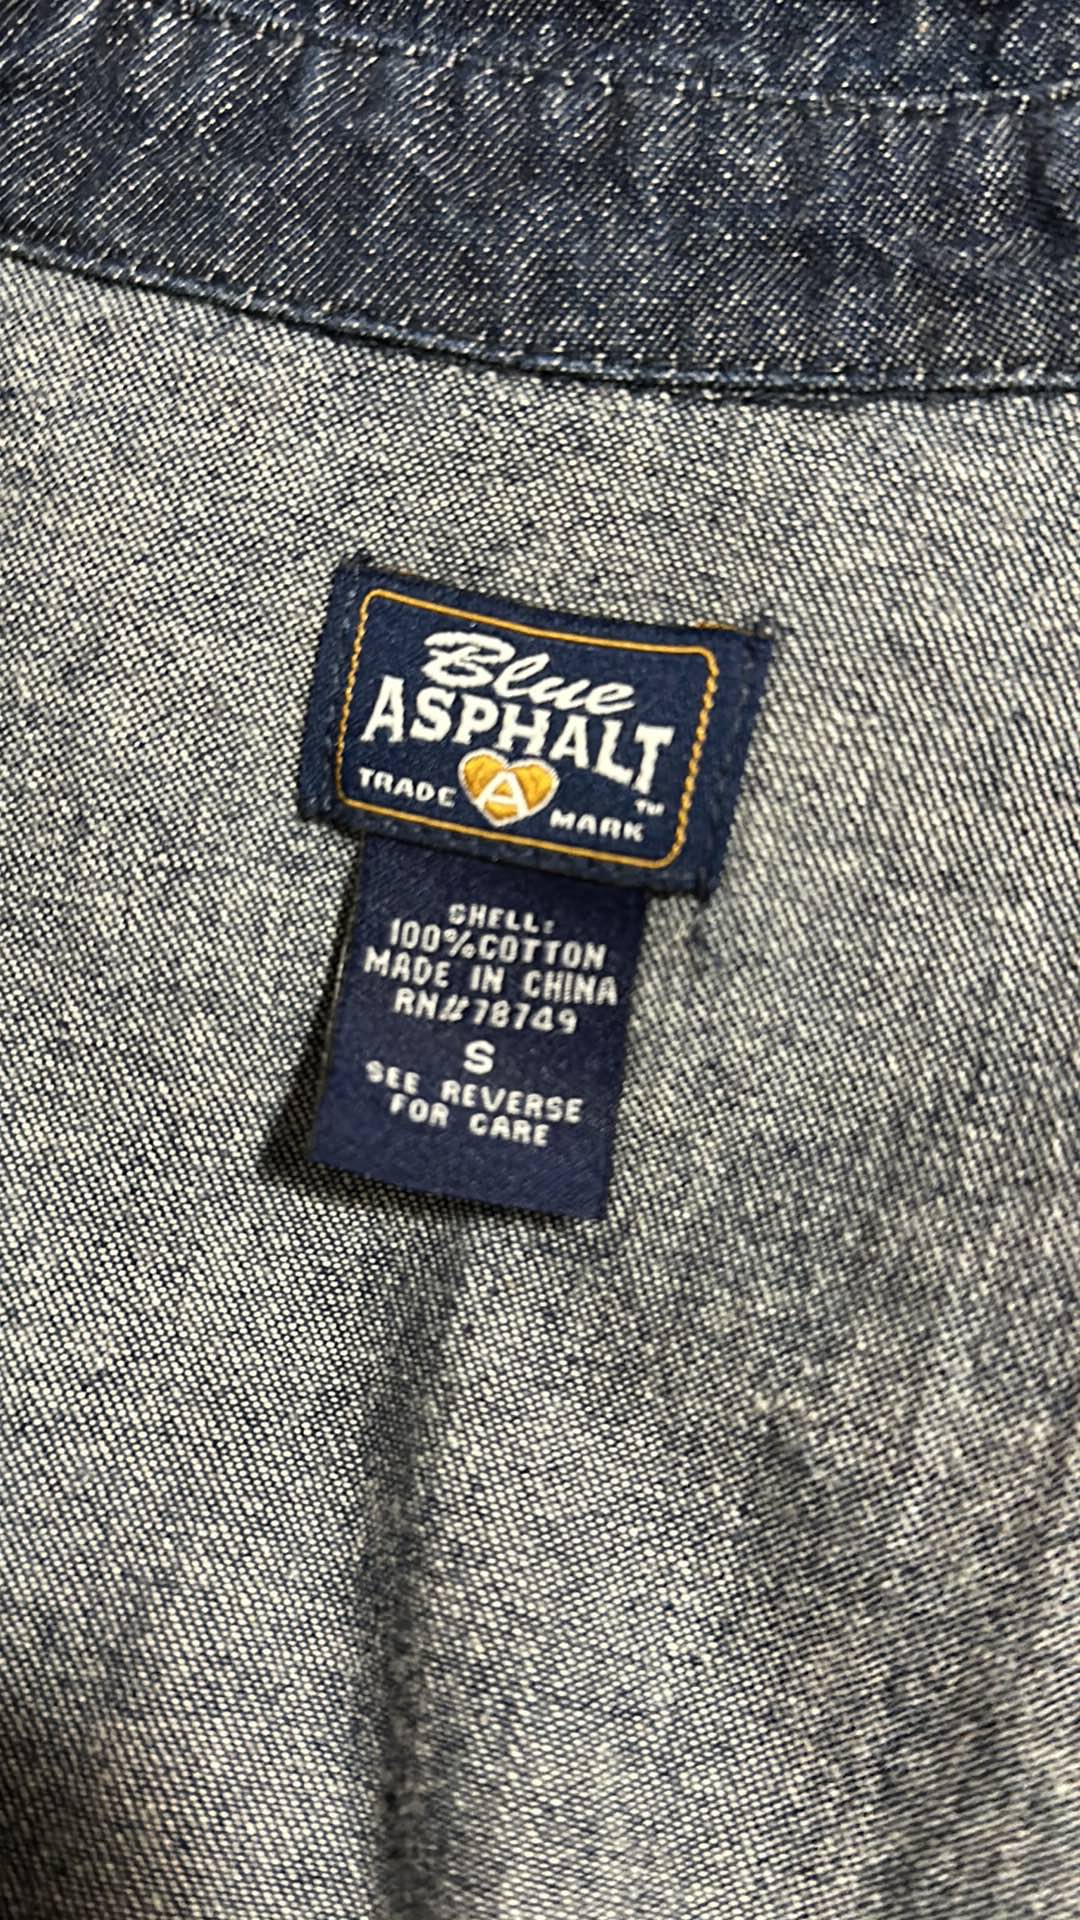 Blue
ASPHALT
TRADE A MARK ™
SHELL:
100%COTTON
MADE IN CHINA
RN#78749
S
SEE REVERSE
FOR CARE